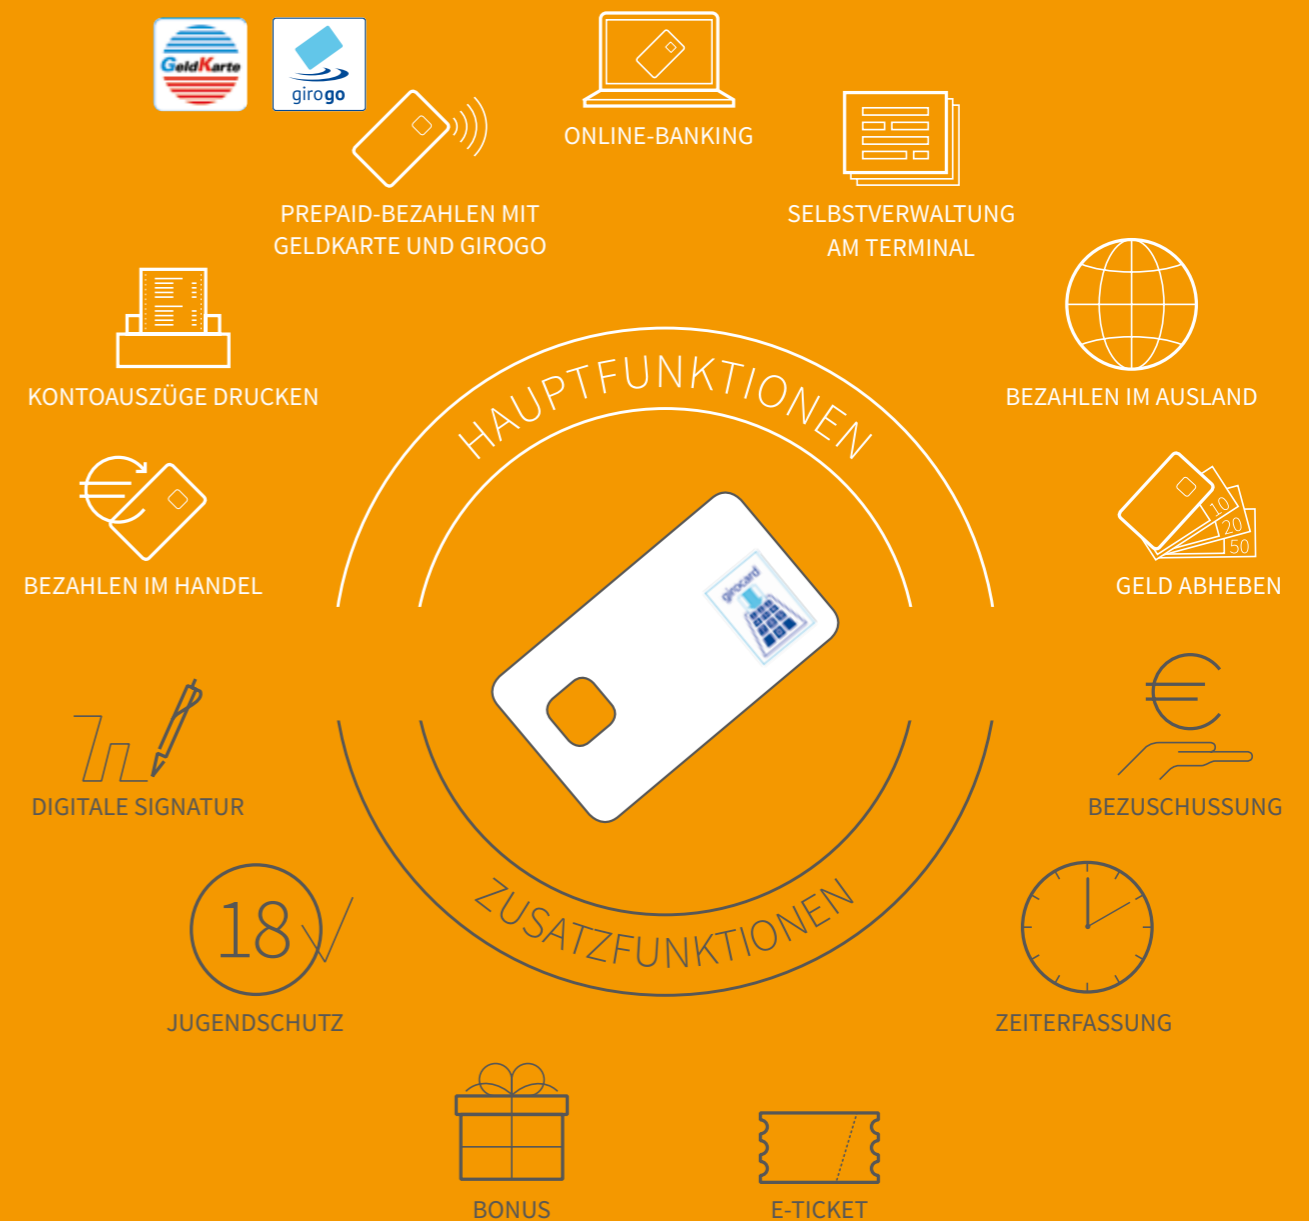 GeldKarte
girogo
ONLINE-BANKING
PREPAID-BEZAHLEN MIT
GELDKARTE UND GIROGO
SELBSTVERWALTUNG
AM TERMINAL
KONTOAUSZÜGE DRUCKEN
HAUPTFUNKTIONEN
BEZAHLEN IM AUSLAND
BEZAHLEN IM HANDEL
10
20
50
GELD ABHEBEN
girocard
DIGITALE SIGNATUR
€
BEZUSCHUSSUNG
18
JUGENDSCHUTZ
ZUSATZFUNKTIONEN
ZEITERFASSUNG
BONUS
E-TICKET